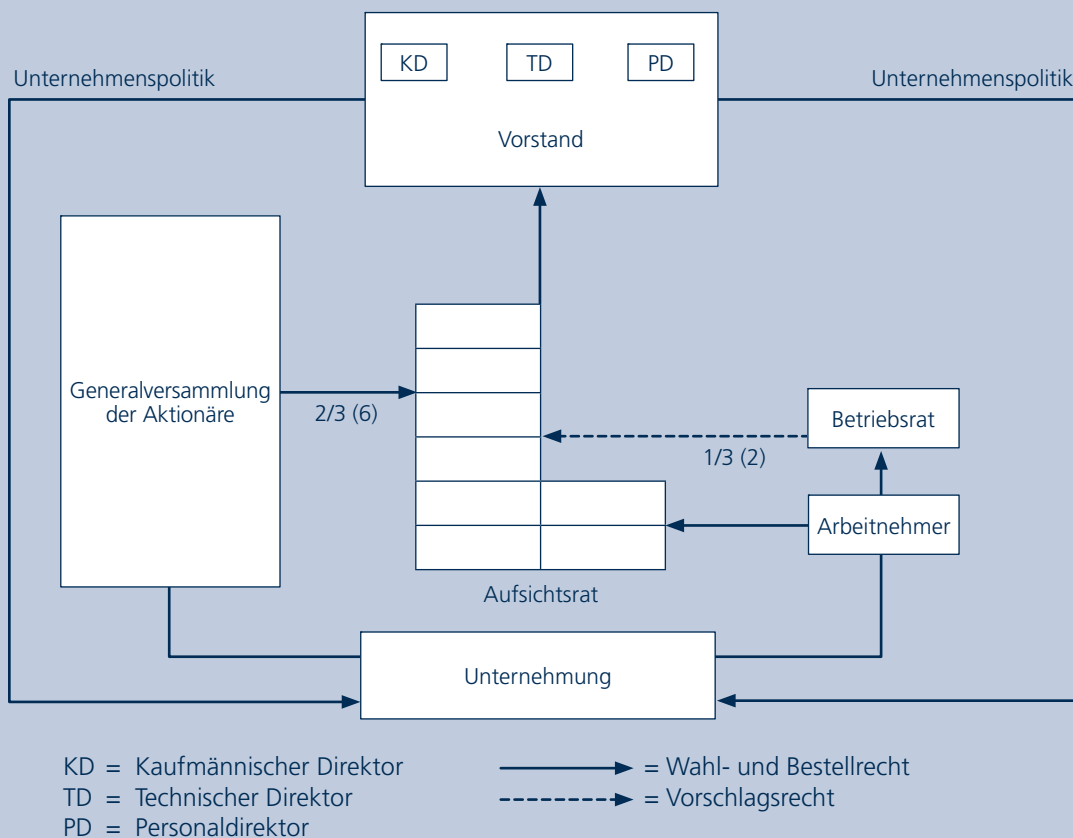 KD
TD
PD
Unternehmenspolitik
Unternehmenspolitik
Vorstand
Generalversammlung
der Aktionäre
2/3 (6)
Betriebsrat
1/3 (2)
Arbeitnehmer
Aufsichtsrat
Unternehmung
KD = Kaufmännischer Direktor
= Wahl- und Bestellrecht
TD = Technischer Direktor
= Vorschlagsrecht
PD = Personaldirektor